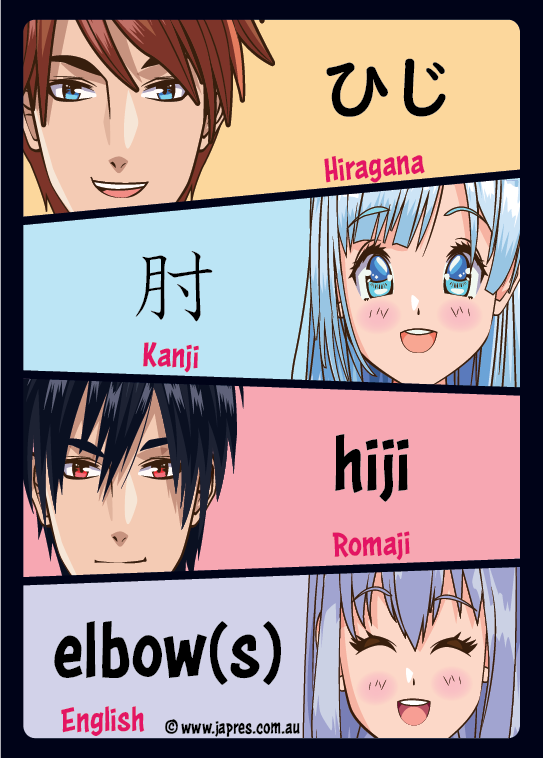 ひじ
Hiragana
肘
Kanji
hiji
Romaji
elbow(s)
English © www.japres.com.au